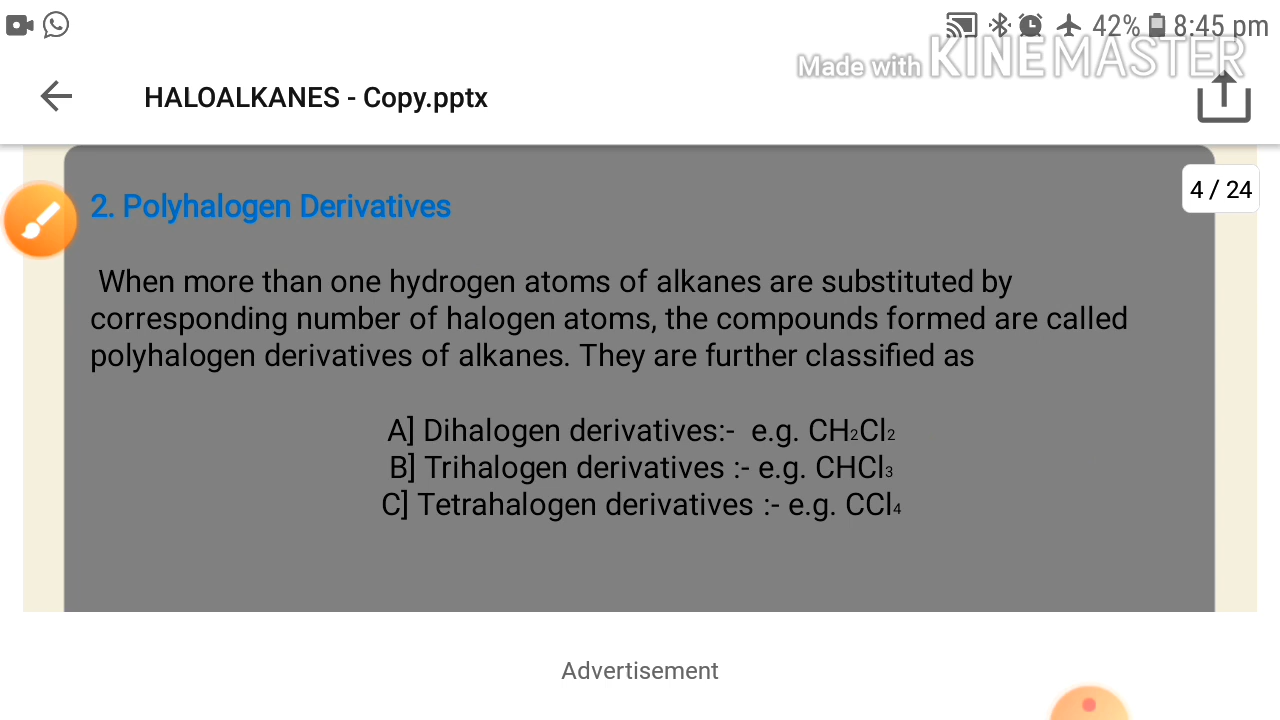 42% 8:45 pm
Made with KINEMASTER
HALOALKANES - Copy.pptx
4 / 24
2. Polyhalogen Derivatives
When more than one hydrogen atoms of alkanes are substituted by
corresponding number of halogen atoms, the compounds formed are called
polyhalogen derivatives of alkanes. They are further classified as
A] Dihalogen derivatives:- e.g. CH₂Cl₂
B] Trihalogen derivatives :- e.g. CHCl₃
C] Tetrahalogen derivatives :- e.g. CCl₄
Advertisement